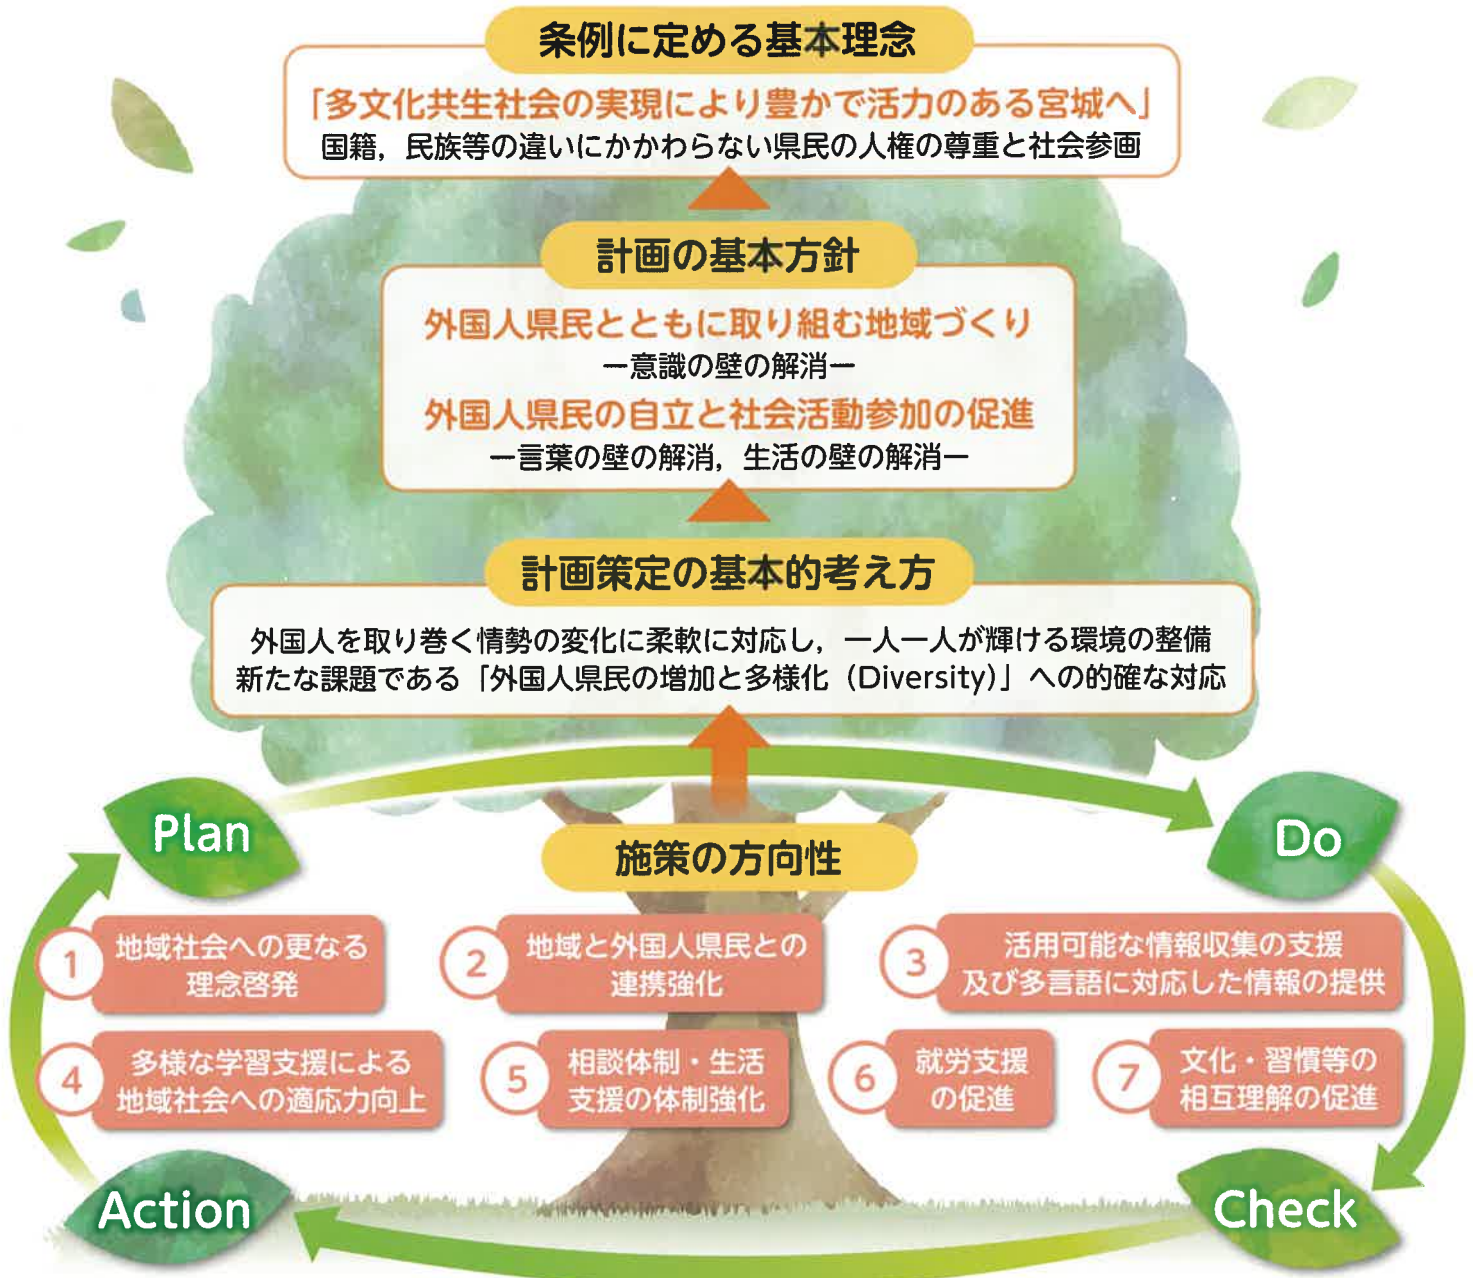 条例に定める基本理念
「多文化共生社会の実現により豊かで活力のある宮城へ」
国籍，民族等の違いにかかわらない県民の人権の尊重と社会参画
計画の基本方針
外国人県民とともに取り組む地域づくり
―意識の壁の解消―
外国人県民の自立と社会活動参加の促進
―言葉の壁の解消，生活の壁の解消―
計画策定の基本的考え方
外国人を取り巻く情勢の変化に柔軟に対応し，一人一人が輝ける環境の整備
新たな課題である「外国人県民の増加と多様化（Diversity）」への的確な対応
Plan
Do
施策の方向性
1
地域社会への更なる
理念啓発
2
地域と外国人県民との
連携強化
3
活用可能な情報収集の支援
及び多言語に対応した情報の提供
4
多様な学習支援による
地域社会への適応力向上
5
相談体制・生活
支援の体制強化
6
就労支援
の促進
7
文化・習慣等の
相互理解の促進
Action
Check